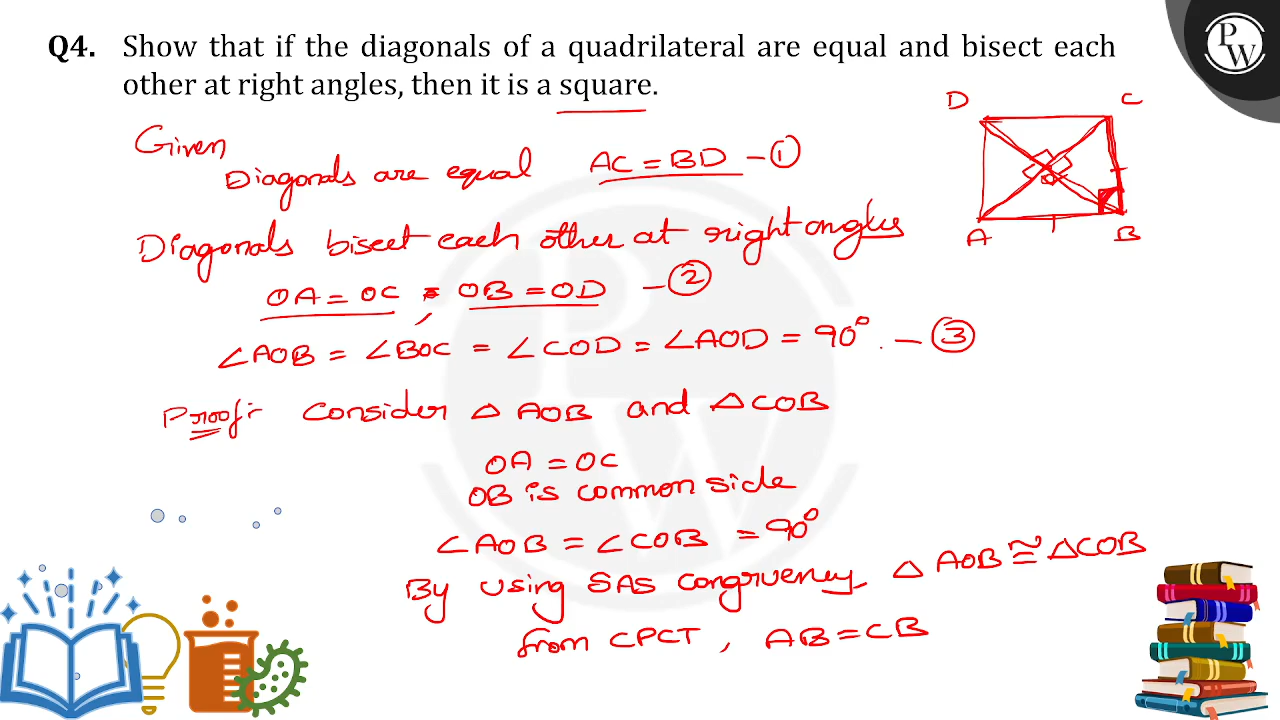 Q4. Show that if the diagonals of a quadrilateral are equal and bisect each
other at right angles, then it is a square.
PW
D C
Given
Diagonals are equal AC = BD - ①
Diagonals bisect each other at right angles
A B
O
OA = OC , OB = OD - ②
∠AOB = ∠BOC = ∠COD = ∠AOD = 90° . - ③
Proof :- Consider △ AOB and △ COB
OA = OC
OB is common side
∠AOB = ∠COB = 90°
By using SAS congruency, △ AOB ≅ △COB
from CPCT , AB = CB